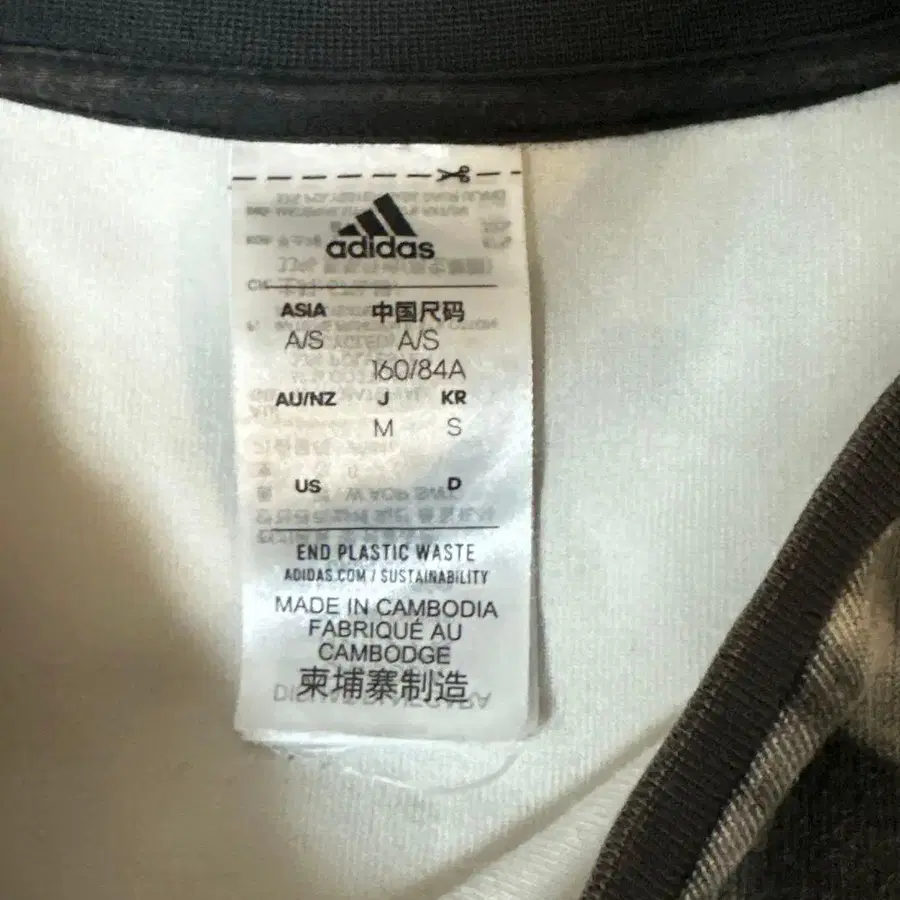 adidas
ASIA 中国尺码
A/S A/S
160/84A
AU/NZ J KR
M S
US D
END PLASTIC WASTE
ADIDAS.COM / SUSTAINABILITY
MADE IN CAMBODIA
FABRIQUÉ AU
CAMBODGE
柬埔寨制造